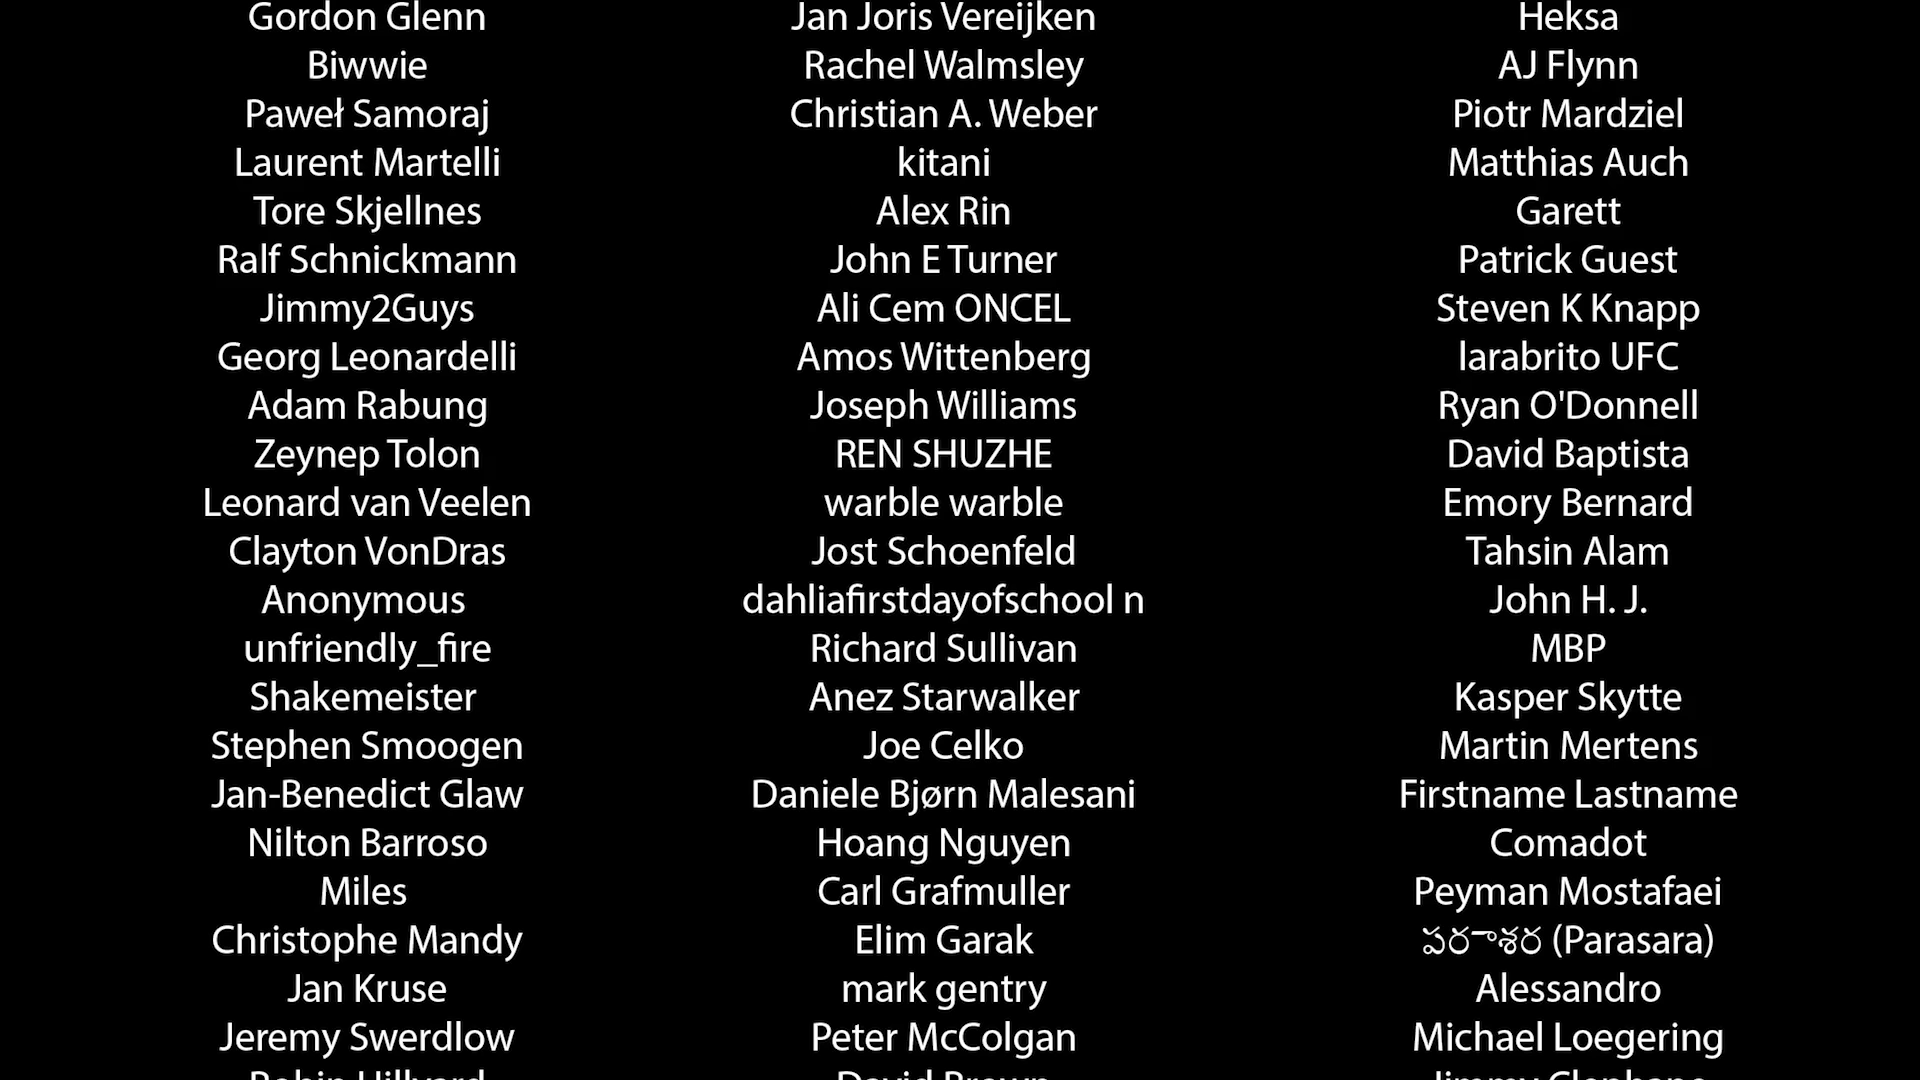 Gordon Glenn
Biwwie
Paweł Samoraj
Laurent Martelli
Tore Skjellnes
Ralf Schnickmann
Jimmy2Guys
Georg Leonardelli
Adam Rabung
Zeynep Tolon
Leonard van Veelen
Clayton VonDras
Anonymous
unfriendly_fire
Shakemeister
Stephen Smoogen
Jan-Benedict Glaw
Nilton Barroso
Miles
Christophe Mandy
Jan Kruse
Jeremy Swerdlow
Robin Hillyard
Jan Joris Vereijken
Rachel Walmsley
Christian A. Weber
kitani
Alex Rin
John E Turner
Ali Cem ONCEL
Amos Wittenberg
Joseph Williams
REN SHUZHE
warble warble
Jost Schoenfeld
dahliafirstdayofschool n
Richard Sullivan
Anez Starwalker
Joe Celko
Daniele Bjørn Malesani
Hoang Nguyen
Carl Grafmuller
Elim Garak
mark gentry
Peter McColgan
David Brown
Heksa
AJ Flynn
Piotr Mardziel
Matthias Auch
Garett
Patrick Guest
Steven K Knapp
larabrito UFC
Ryan O'Donnell
David Baptista
Emory Bernard
Tahsin Alam
John H. J.
MBP
Kasper Skytte
Martin Mertens
Firstname Lastname
Comadot
Peyman Mostafaei
పరాశర (Parasara)
Alessandro
Michael Loegering
Jimmy Clephane